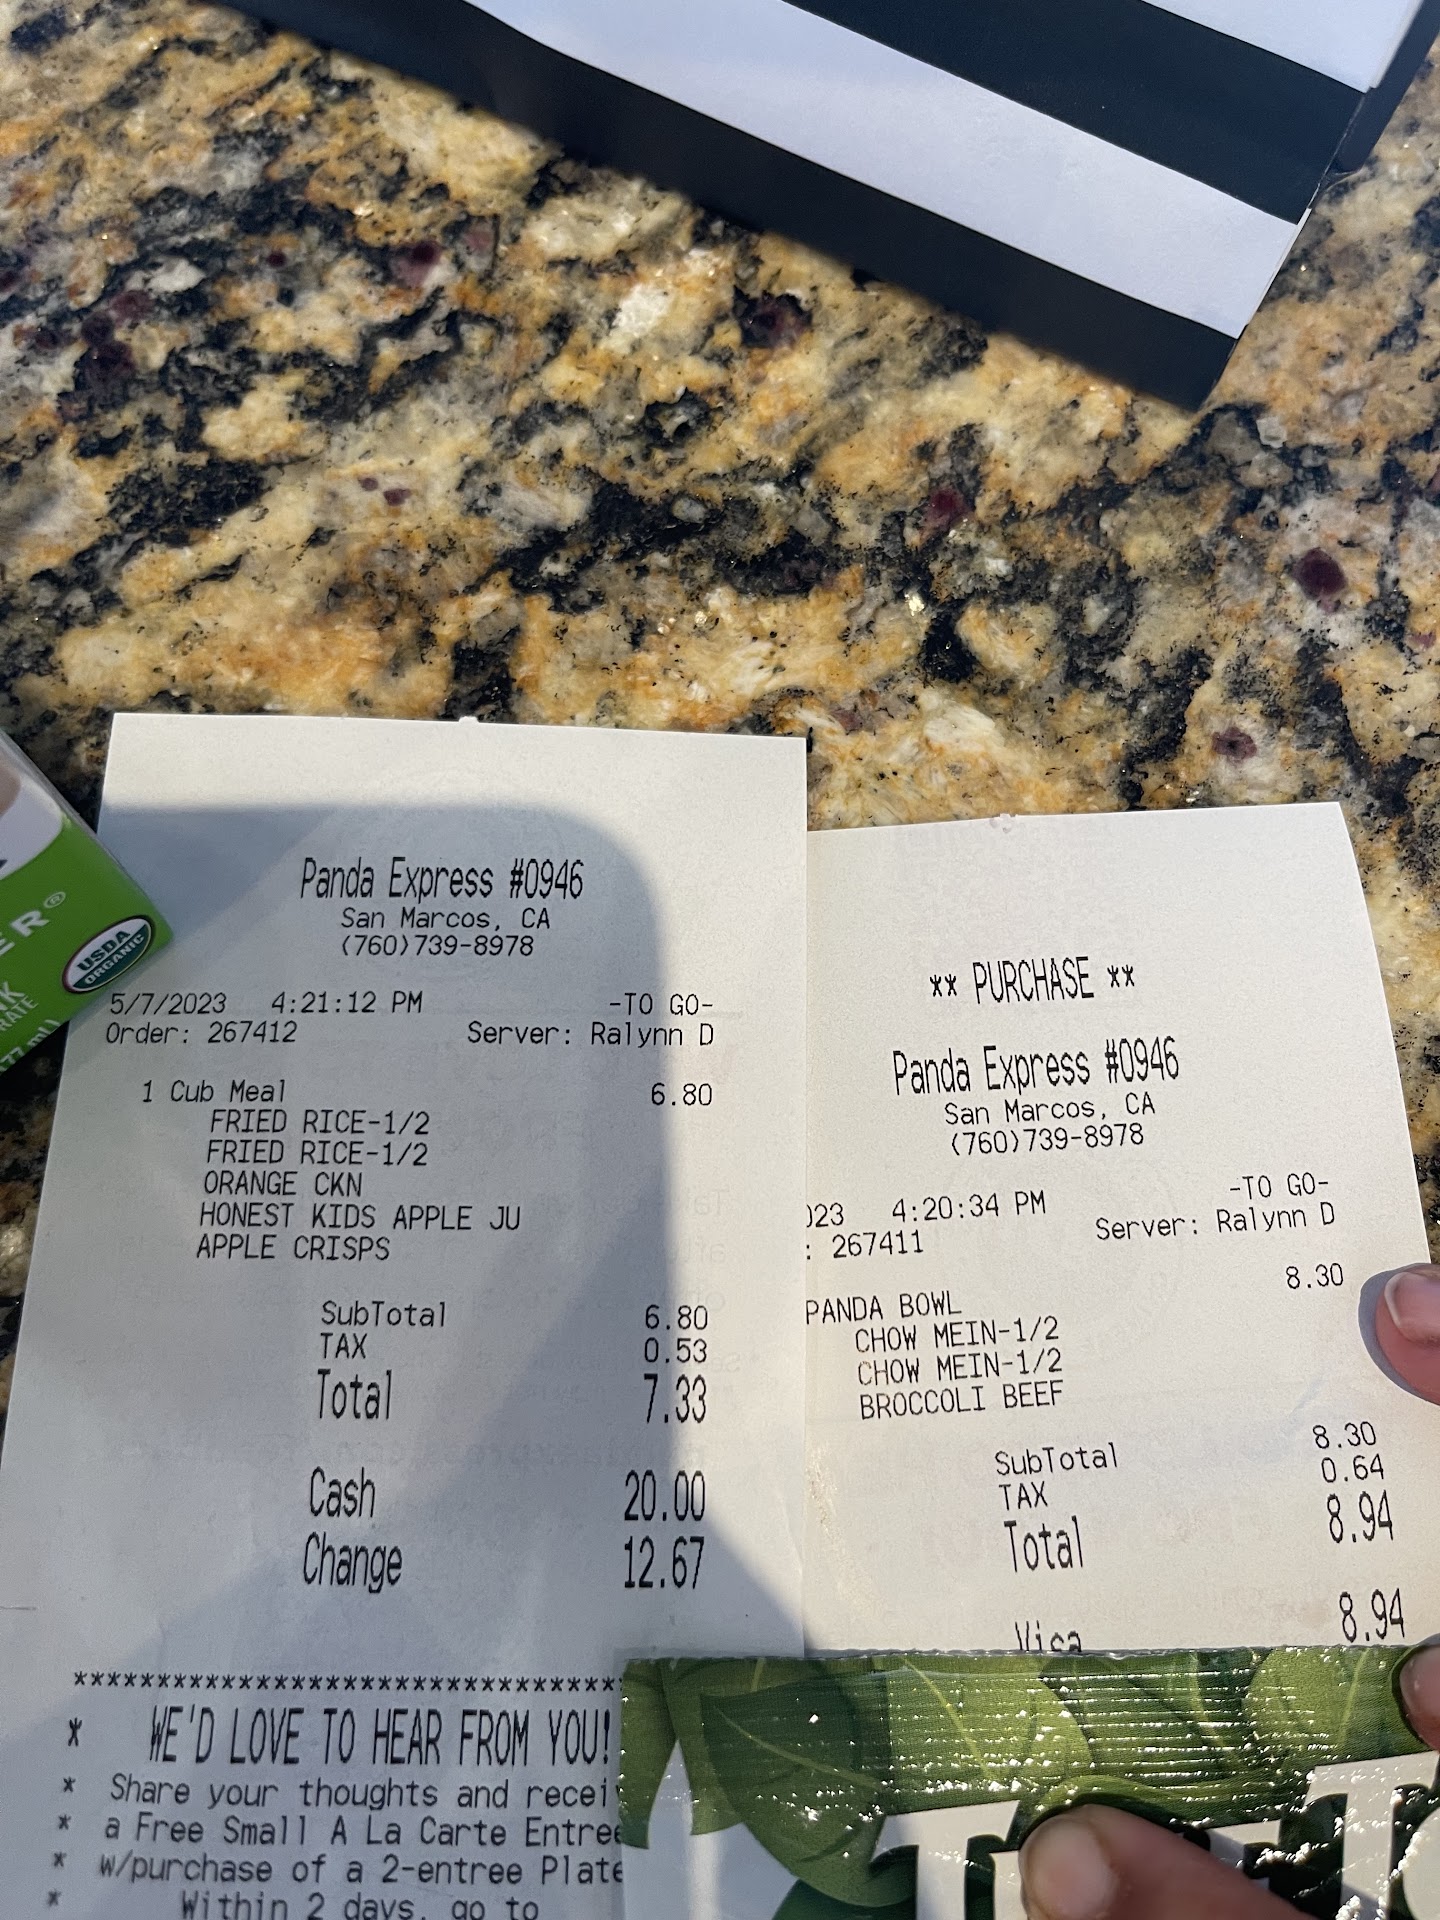 ER®
USDA
ORGANIC
Panda Express #0946
San Marcos, CA
(760)739-8978
5/7/2023 4:21:12 PM -TO GO-
Order: 267412 Server: Ralynn D
1 Cub Meal 6.80
FRIED RICE-1/2
FRIED RICE-1/2
ORANGE CKN
HONEST KIDS APPLE JU
APPLE CRISPS
SubTotal 6.80
TAX 0.53
Total 7.33
Cash 20.00
Change 12.67
*********************************
* WE'D LOVE TO HEAR FROM YOU!
* Share your thoughts and recei
* a Free Small A La Carte Entree
* w/purchase of a 2-entree Plate
* Within 2 days, go to
** PURCHASE **
Panda Express #0946
San Marcos, CA
(760)739-8978
023 4:20:34 PM -TO GO-
: 267411 Server: Ralynn D
PANDA BOWL 8.30
CHOW MEIN-1/2
CHOW MEIN-1/2
BROCCOLI BEEF
SubTotal 8.30
TAX 0.64
Total 8.94
Visa 8.94